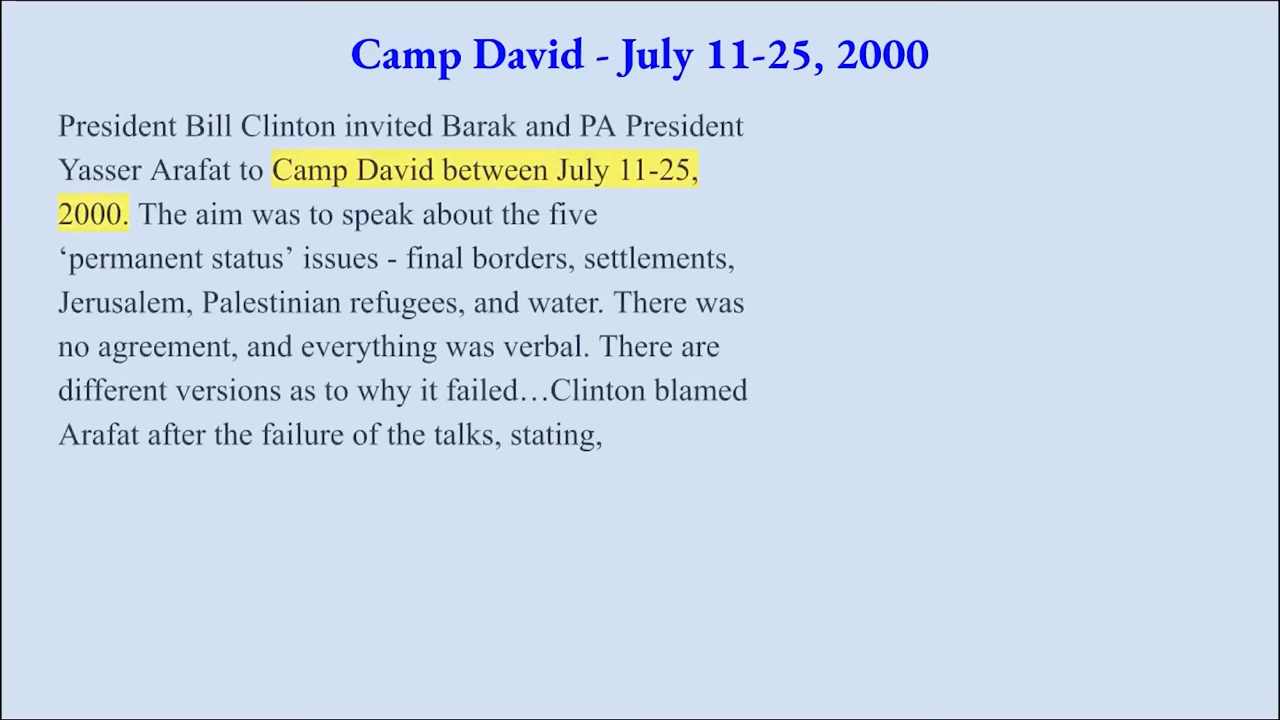 Camp David - July 11-25, 2000
President Bill Clinton invited Barak and PA President
Yasser Arafat to Camp David between July 11-25,
2000. The aim was to speak about the five
‘permanent status’ issues - final borders, settlements,
Jerusalem, Palestinian refugees, and water. There was
no agreement, and everything was verbal. There are
different versions as to why it failed…Clinton blamed
Arafat after the failure of the talks, stating,